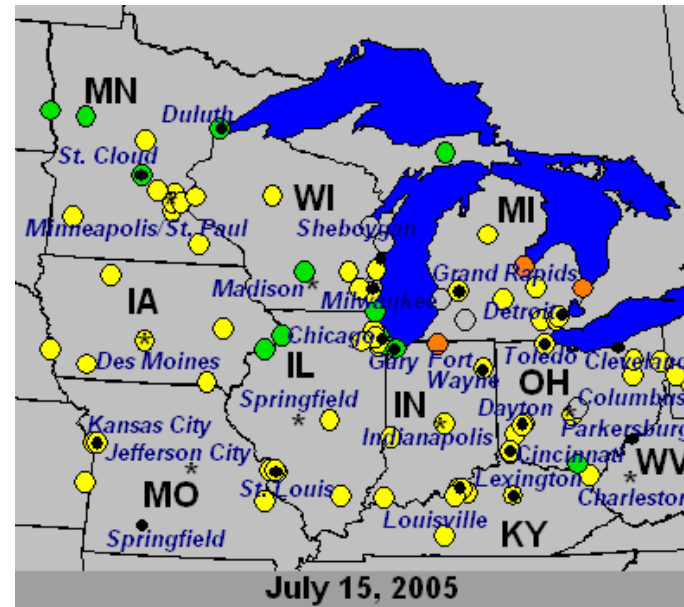 MN
Duluth
St. Cloud
WI
MI
Sheboygan
Minneapolis/St. Paul
Grand Rapids
Madison
Milwaukee
IA
Detroit
Chicago
Des Moines
Gary
Fort
Wayne
Toledo
Cleveland
IL
OH
Springfield
IN
Columbus
Dayton
Kansas City
Indianapolis
Parkersburg
Jefferson City
Cincinnati
WV
MO
St. Louis
Lexington
Charleston
Louisville
KY
Springfield
July 15, 2005